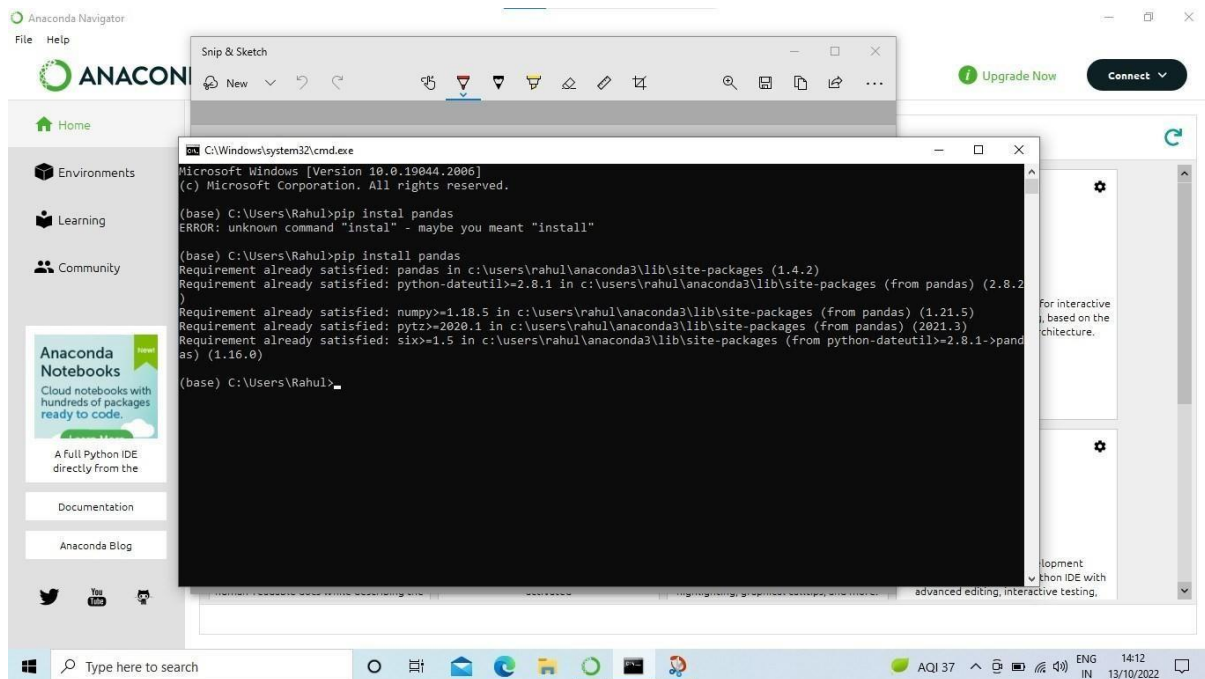 Anaconda Navigator
File Help
ANACON
Upgrade Now
Connect
Snip & Sketch
New
Home
Environments
Learning
Community
C:\Windows\system32\cmd.exe
Microsoft Windows [Version 10.0.19044.2006]
(c) Microsoft Corporation. All rights reserved.
(base) C:\Users\Rahul>pip instal pandas
ERROR: unknown command "instal" - maybe you meant "install"
(base) C:\Users\Rahul>pip install pandas
Requirement already satisfied: pandas in c:\users\rahul\anaconda3\lib\site-packages (1.4.2)
Requirement already satisfied: python-dateutil>=2.8.1 in c:\users\rahul\anaconda3\lib\site-packages (from pandas) (2.8.2
)
Requirement already satisfied: numpy>=1.18.5 in c:\users\rahul\anaconda3\lib\site-packages (from pandas) (1.21.5)
Requirement already satisfied: pytz>=2020.1 in c:\users\rahul\anaconda3\lib\site-packages (from pandas) (2021.3)
Requirement already satisfied: six>=1.5 in c:\users\rahul\anaconda3\lib\site-packages (from python-dateutil>=2.8.1->pand
as) (1.16.0)
(base) C:\Users\Rahul>
for interactive
, based on the
rchitecture.
Anaconda
Notebooks
New!
Cloud notebooks with
hundreds of packages
ready to code.
A full Python IDE
directly from the
Documentation
Anaconda Blog
You
Tube
lopment
thon IDE with
advanced editing, interactive testing,
Type here to search
AQI 37
ENG
IN
14:12
13/10/2022